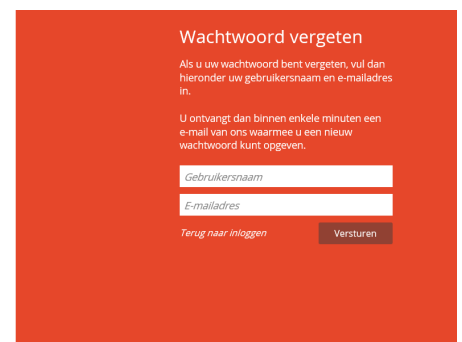 Wachtwoord vergeten
Als u uw wachtwoord bent vergeten, vul dan
hieronder uw gebruikersnaam en e-mailadres
in.
U ontvangt dan binnen enkele minuten een
e-mail van ons waarmee u een nieuw
wachtwoord kunt opgeven.
Gebruikersnaam
E-mailadres
Terug naar inloggen Versturen